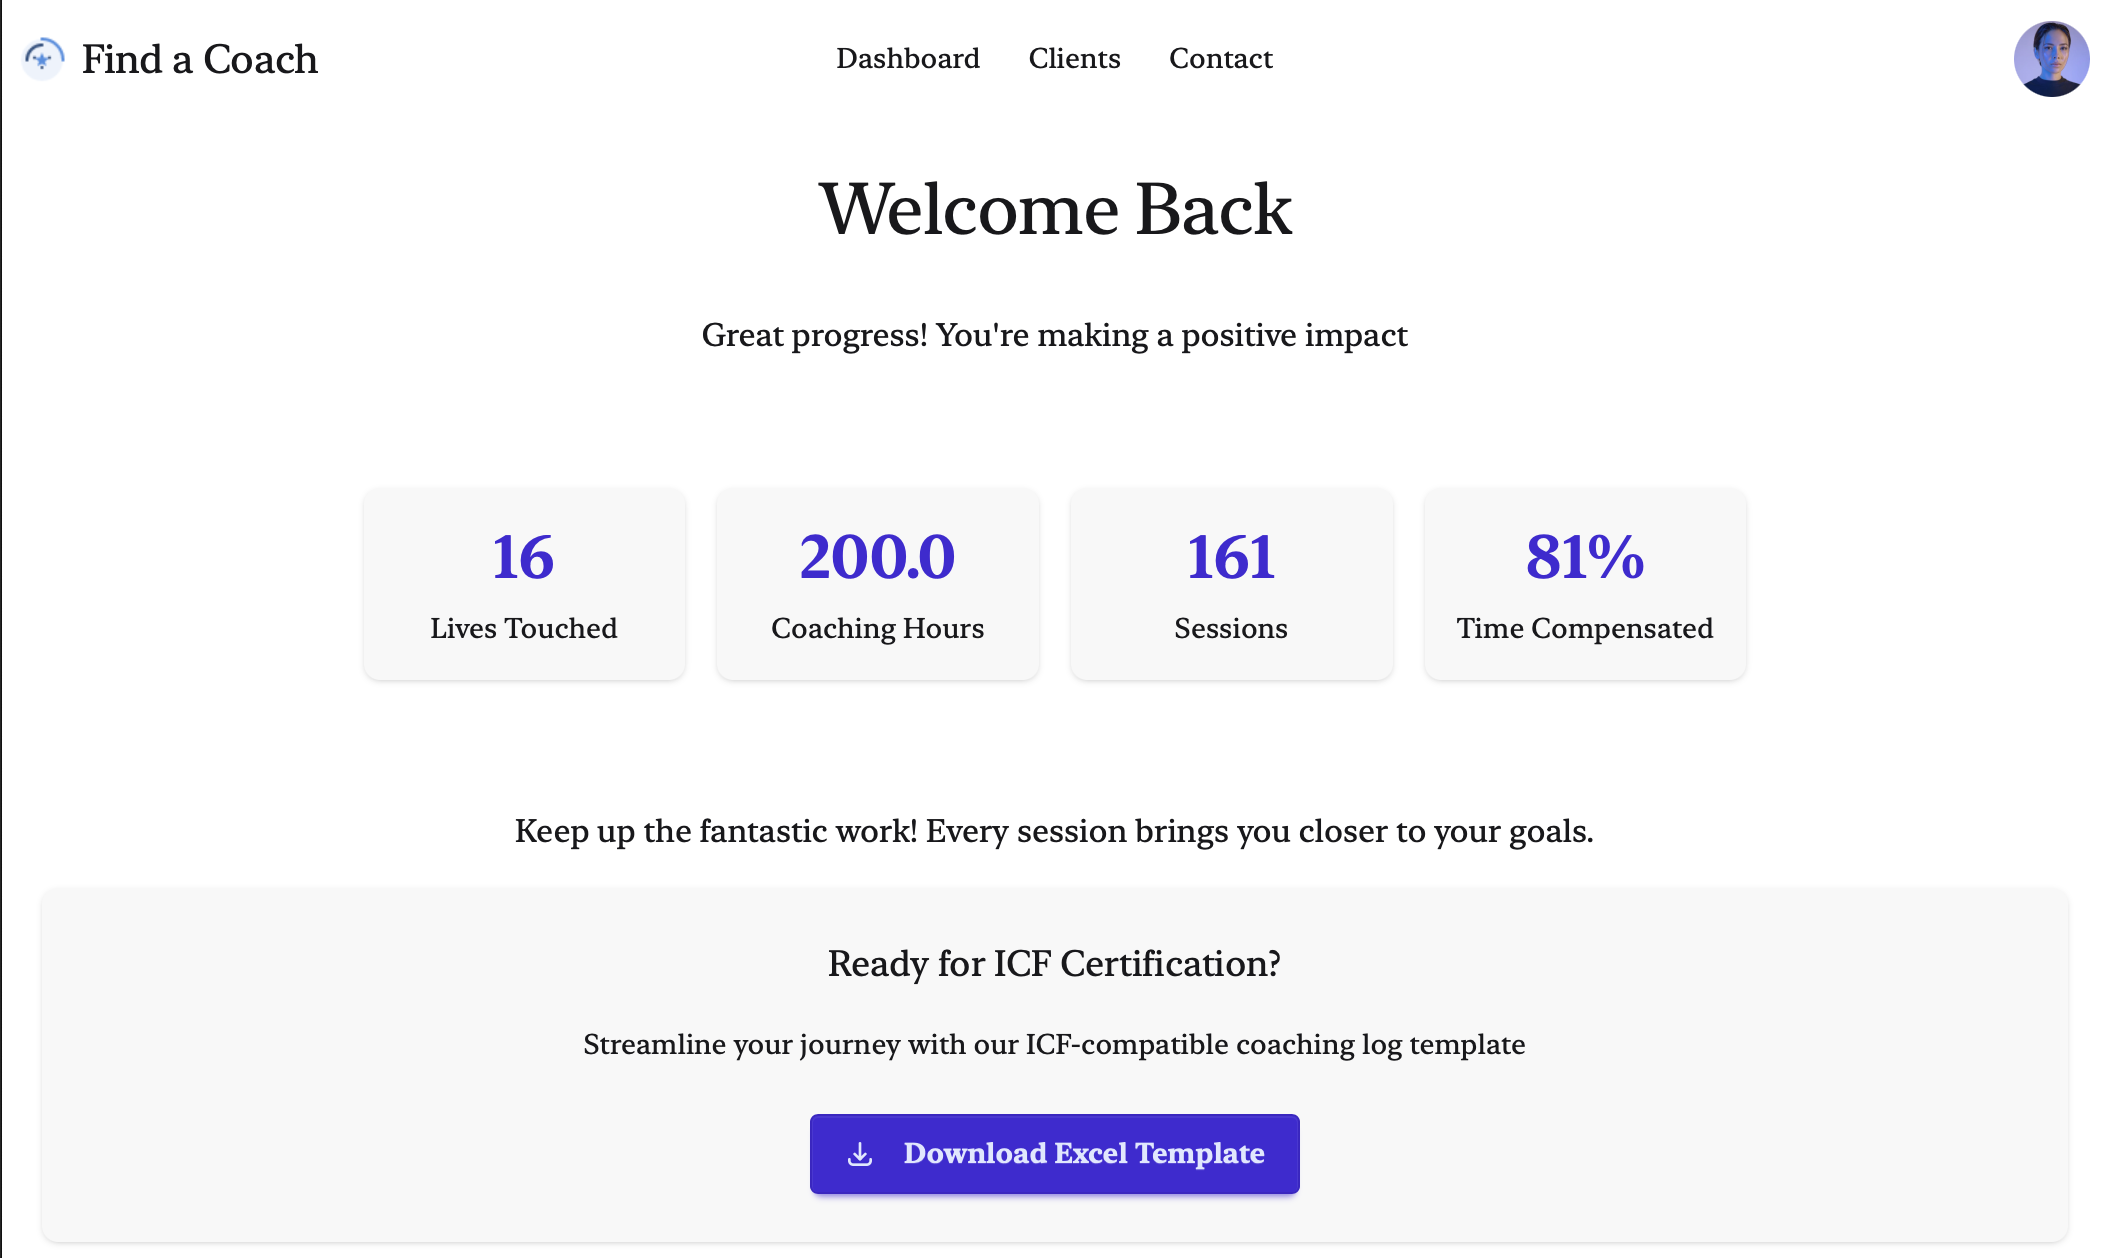 Find a Coach
Dashboard
Clients
Contact
Welcome Back
Great progress! You're making a positive impact
16
Lives Touched
200.0
Coaching Hours
161
Sessions
81%
Time Compensated
Keep up the fantastic work! Every session brings you closer to your goals.
Ready for ICF Certification?
Streamline your journey with our ICF-compatible coaching log template
Download Excel Template